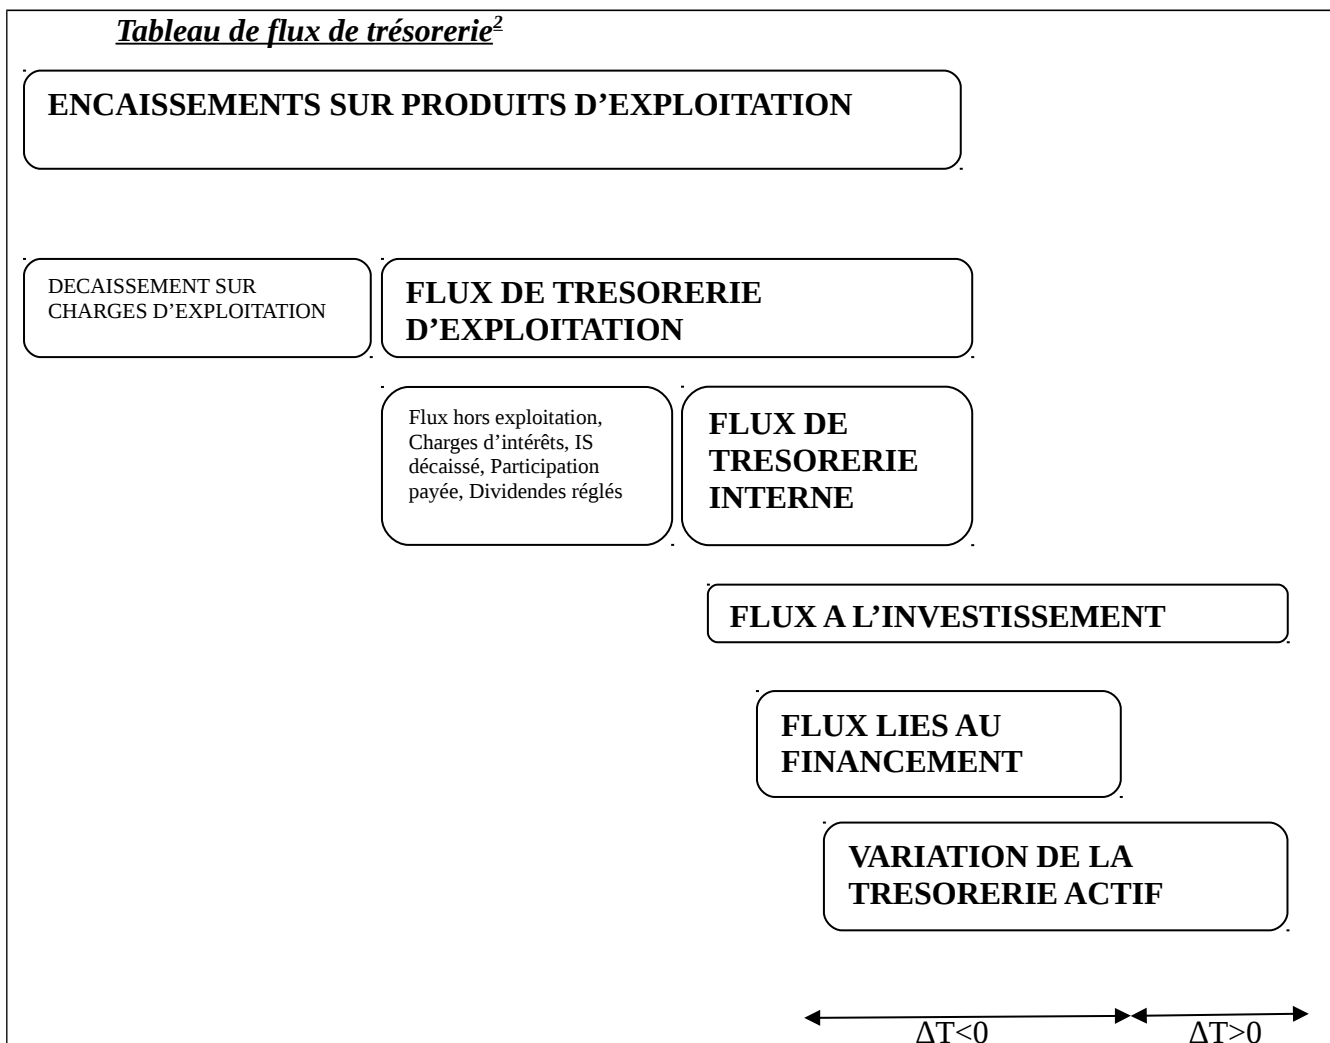 Tableau de flux de trésorerie²
ENCAISSEMENTS SUR PRODUITS D’EXPLOITATION
DECAISSEMENT SUR
CHARGES D’EXPLOITATION
FLUX DE TRESORERIE
D’EXPLOITATION
Flux hors exploitation,
Charges d’intérêts, IS
décaissé, Participation
payée, Dividendes réglés
FLUX DE
TRESORERIE
INTERNE
FLUX A L’INVESTISSEMENT
FLUX LIES AU
FINANCEMENT
VARIATION DE LA
TRESORERIE ACTIF
ΔT<0
ΔT>0